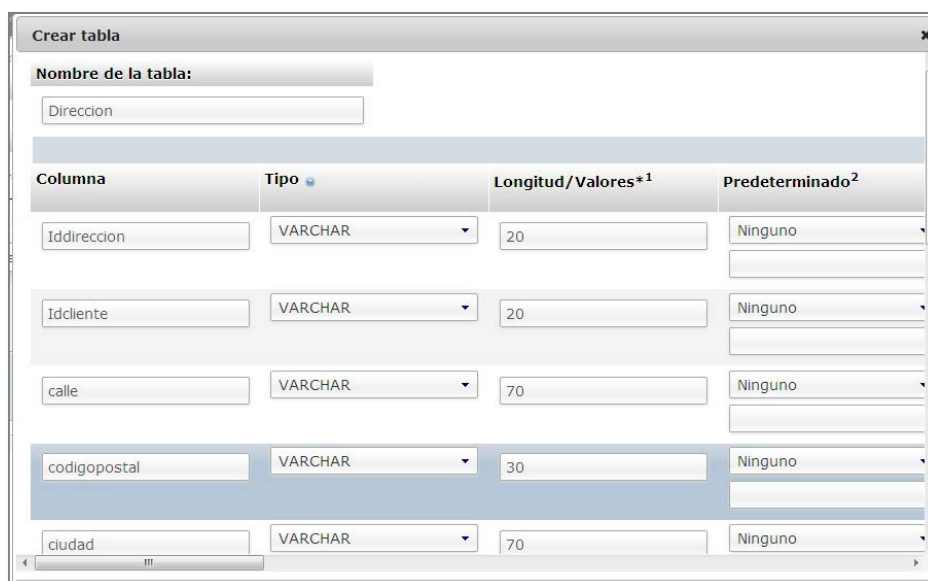 Crear tabla
Nombre de la tabla:
Direccion
Columna Tipo Longitud/Valores*1 Predeterminado2
Iddireccion VARCHAR 20 Ninguno
Idcliente VARCHAR 20 Ninguno
calle VARCHAR 70 Ninguno
codigopostal VARCHAR 30 Ninguno
ciudad VARCHAR 70 Ninguno